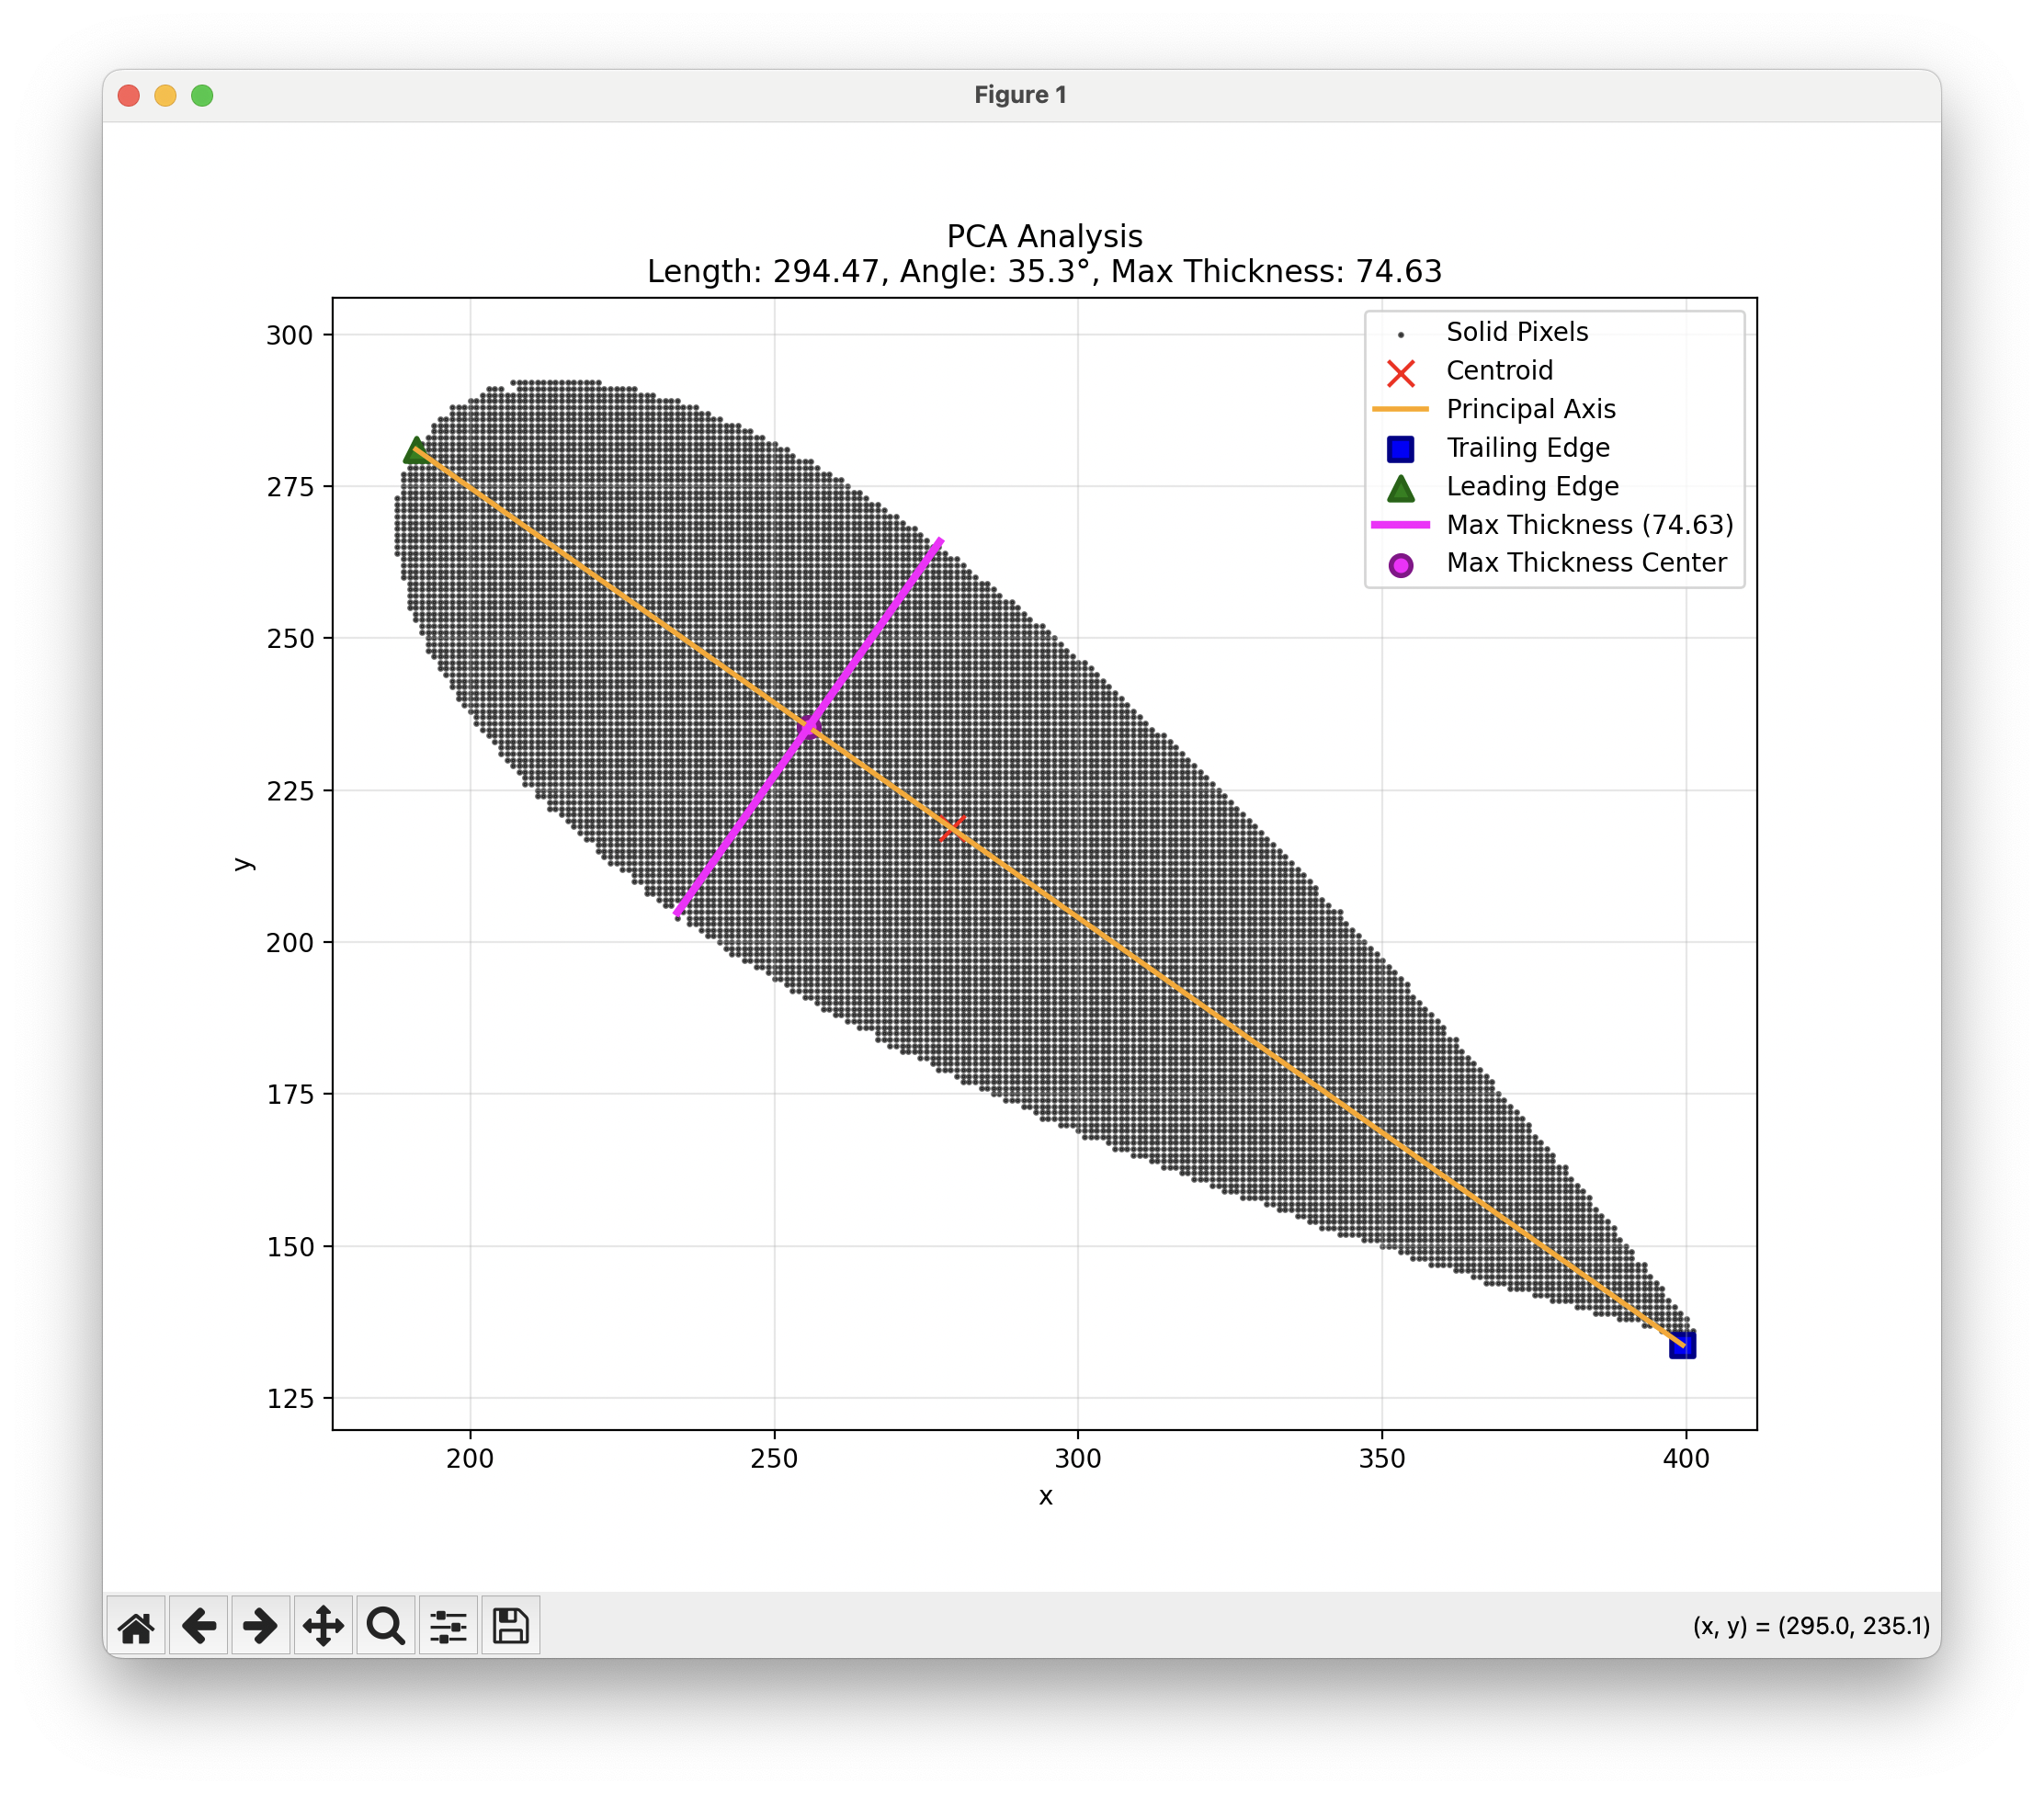 Figure 1
PCA Analysis
Length: 294.47, Angle: 35.3°, Max Thickness: 74.63
Solid Pixels
Centroid
Principal Axis
Trailing Edge
Leading Edge
Max Thickness (74.63)
Max Thickness Center
300
275
250
225
200
175
150
125
y
200
250
300
350
400
x
(x, y) = (295.0, 235.1)